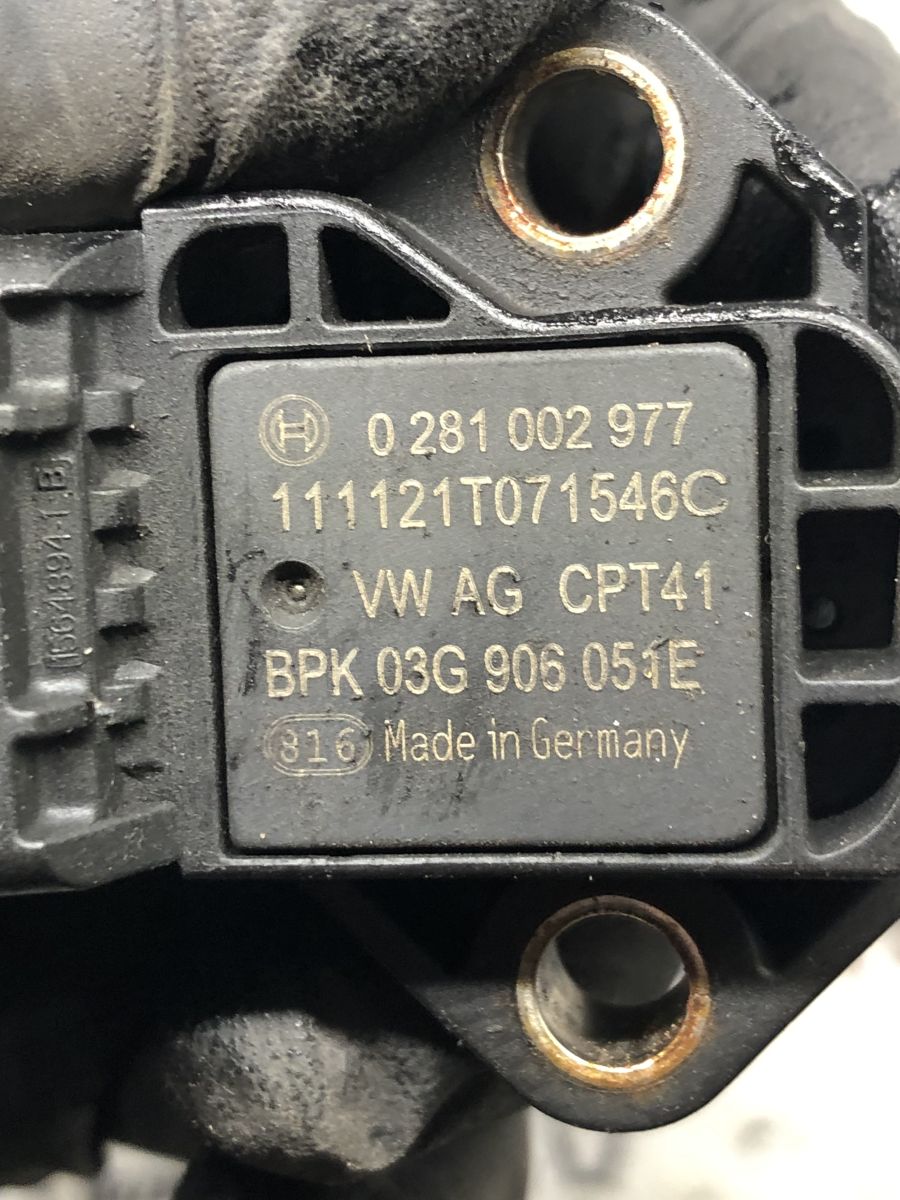 0 281 002 977
111121T071546C
VW AG CPT41
BPK 03G 906 051E
816 Made in Germany